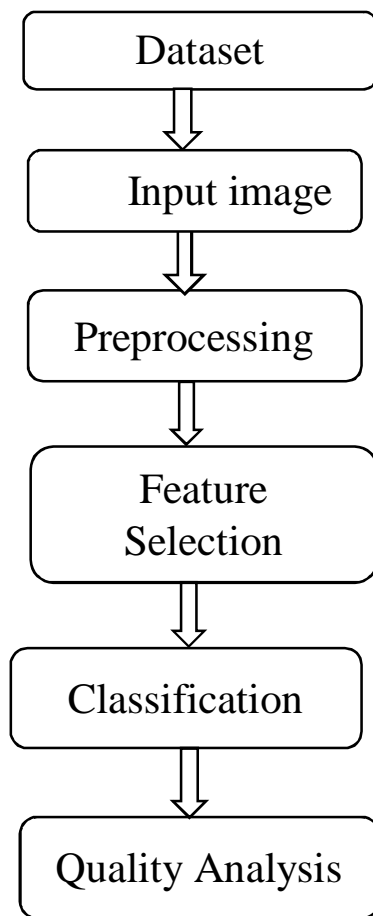 Dataset
Input image
Preprocessing
Feature
Selection
Classification
Quality Analysis